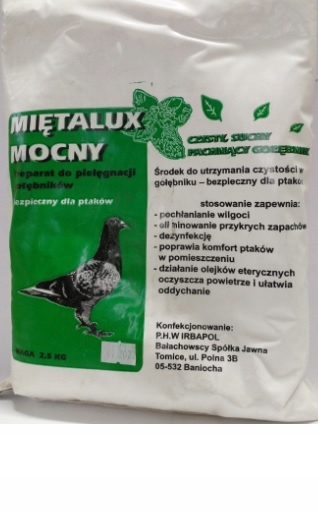 MIĘTALUX
MOCNY
Preparat do pielęgnacji
gołębników
bezpieczny dla ptaków
WAGA 2,5 KG
CZYSTY, SUCHY
PACHNĄCY GOŁĘBNIK
Środek do utrzymania czystości w
gołębniku – bezpieczny dla ptaków
stosowanie zapewnia:
- pochłanianie wilgoci
- eliminowanie przykrych zapachów
- dezynfekcję
- poprawia komfort ptaków
w pomieszczeniu
- działanie olejków eterycznych
oczyszcza powietrze i ułatwia
oddychanie
Konfekcjonowanie:
P.H.W IRBAPOL
Bałachowscy Spółka Jawna
Tomice, ul. Polna 3B
05-532 Baniocha